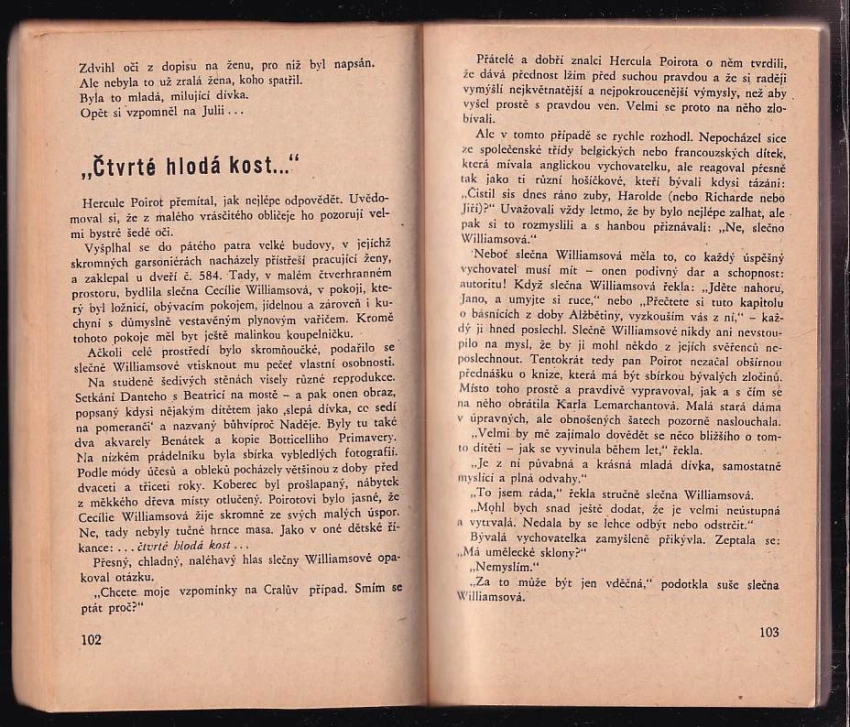 Zdvihl oči z dopisu na ženu, pro niž byl napsán.
Ale nebyla to už zralá žena, koho spatřil.
Byla to mladá, milující dívka.
Opět si vzpomněl na Julii...
„Čtvrté hlodá kost..."
Hercule Poirot přemítal, jak nejlépe odpovědět. Uvědo-
moval si, že z malého vrásčitého obličeje ho pozorují vel-
mi bystré šedé oči.
Vyšplhal se do pátého patra velké budovy, v jejíchž
skromných garsoniérách nacházely přístřeší pracující ženy,
a zaklepal u dveří č. 584. Tady, v malém čtverhranném
prostoru, bydlila slečna Cecílie Williamsová, v pokoji, kte-
rý byl ložnicí, obývacím pokojem, jídelnou a zároveň i ku-
chyní s důmyslně vestavěným plynovým vařičem. Kromě
tohoto pokoje měl byt ještě malinkou koupelničku.
Ačkoli celé prostředí bylo skromňoučké, podařilo se
slečně Williamsové vtisknout mu pečeť vlastní osobnosti.
Na studeně šedivých stěnách visely různé reprodukce.
Setkání Danteho s Beatricí na mostě – a pak onen obraz,
popsaný kdysi nějakým dítětem jako ‚slepá dívka, co sedí
na pomeranči' a nazvaný bůhvíproč Naděje. Byly tu také
dva akvarely Benátek a kopie Botticelliho Primavery.
Na nízkém prádelníku byla sbírka vybledlých fotografií.
Podle módy účesů a obleků pocházely většinou z doby před
dvaceti a třiceti roky. Koberec byl prošlapaný, nábytek
z měkkého dřeva místy otlučený. Poirotovi bylo jasné, že
Cecílie Williamsová žije skromně ze svých malých úspor.
Ne, tady nebyly tučné hrnce masa. Jako v oné dětské ří-
kance: ... čtvrté hlodá kost...
Přesný, chladný, naléhavý hlas slečny Williamsové opa-
koval otázku.
„Chcete moje vzpomínky na Cralův případ. Smím se
ptát proč?"
102
Přátelé a dobří znalci Hercula Poirota o něm tvrdili,
že dává přednost lžím před suchou pravdou a že si raději
vymýšlí nejkvětnatější a nejpokroucenější výmysly, než aby
vyšel prostě s pravdou ven. Velmi se proto na něho zlo-
bívali.
Ale v tomto případě se rychle rozhodl. Nepocházel sice
ze společenské třídy belgických nebo francouzských dítek,
která mívala anglickou vychovatelku, ale reagoval přesně
tak jako ti různí hošíčkové, kteří bývali kdysi tázáni:
„Čistil sis dnes ráno zuby, Harolde (nebo Richarde nebo
Jiří)?" Uvažovali vždy letmo, že by bylo nejlépe zalhat, ale
pak si to rozmyslili a s hanbou přiznávali: „Ne, slečno
Williamsová."
Neboť slečna Williamsová měla to, co každý úspěšný
vychovatel musí mít – onen podivný dar a schopnost:
autoritu! Když slečna Williamsová řekla: „Jděte nahoru,
Jano, a umyjte si ruce," nebo „Přečtete si tuto kapitolu
o básnících z doby Alžbětiny, vyzkouším vás z ní," – kaž-
dý ji hned poslechl. Slečně Williamsové nikdy ani nevstou-
pilo na mysl, že by jí mohl někdo z jejích svěřenců ne-
poslechnout. Tentokrát tedy pan Poirot nezačal obšírnou
přednášku o knize, která má být sbírkou bývalých zločinů.
Místo toho prostě a pravdivě vypravoval, jak a s čím se
na něho obrátila Karla Lemarchantová. Malá stará dáma
v úpravných, ale obnošených šatech pozorně naslouchala.
„Velmi by mě zajímalo dovědět se něco bližšího o tom-
to dítěti – jak se vyvinula během let," řekla.
„Je z ní půvabná a krásná mladá dívka, samostatně
myslící a plná odvahy."
„To jsem ráda," řekla stručně slečna Williamsová.
„Mohl bych snad ještě dodat, že je velmi neústupná
a vytrvalá. Nedala by se lehce odbýt nebo odstrčit."
Bývalá vychovatelka zamyšleně přikývla. Zeptala se:
„Má umělecké sklony?"
„Nemyslím."
„Za to může být jen vděčná," podotkla suše slečna
Williamsová.
103